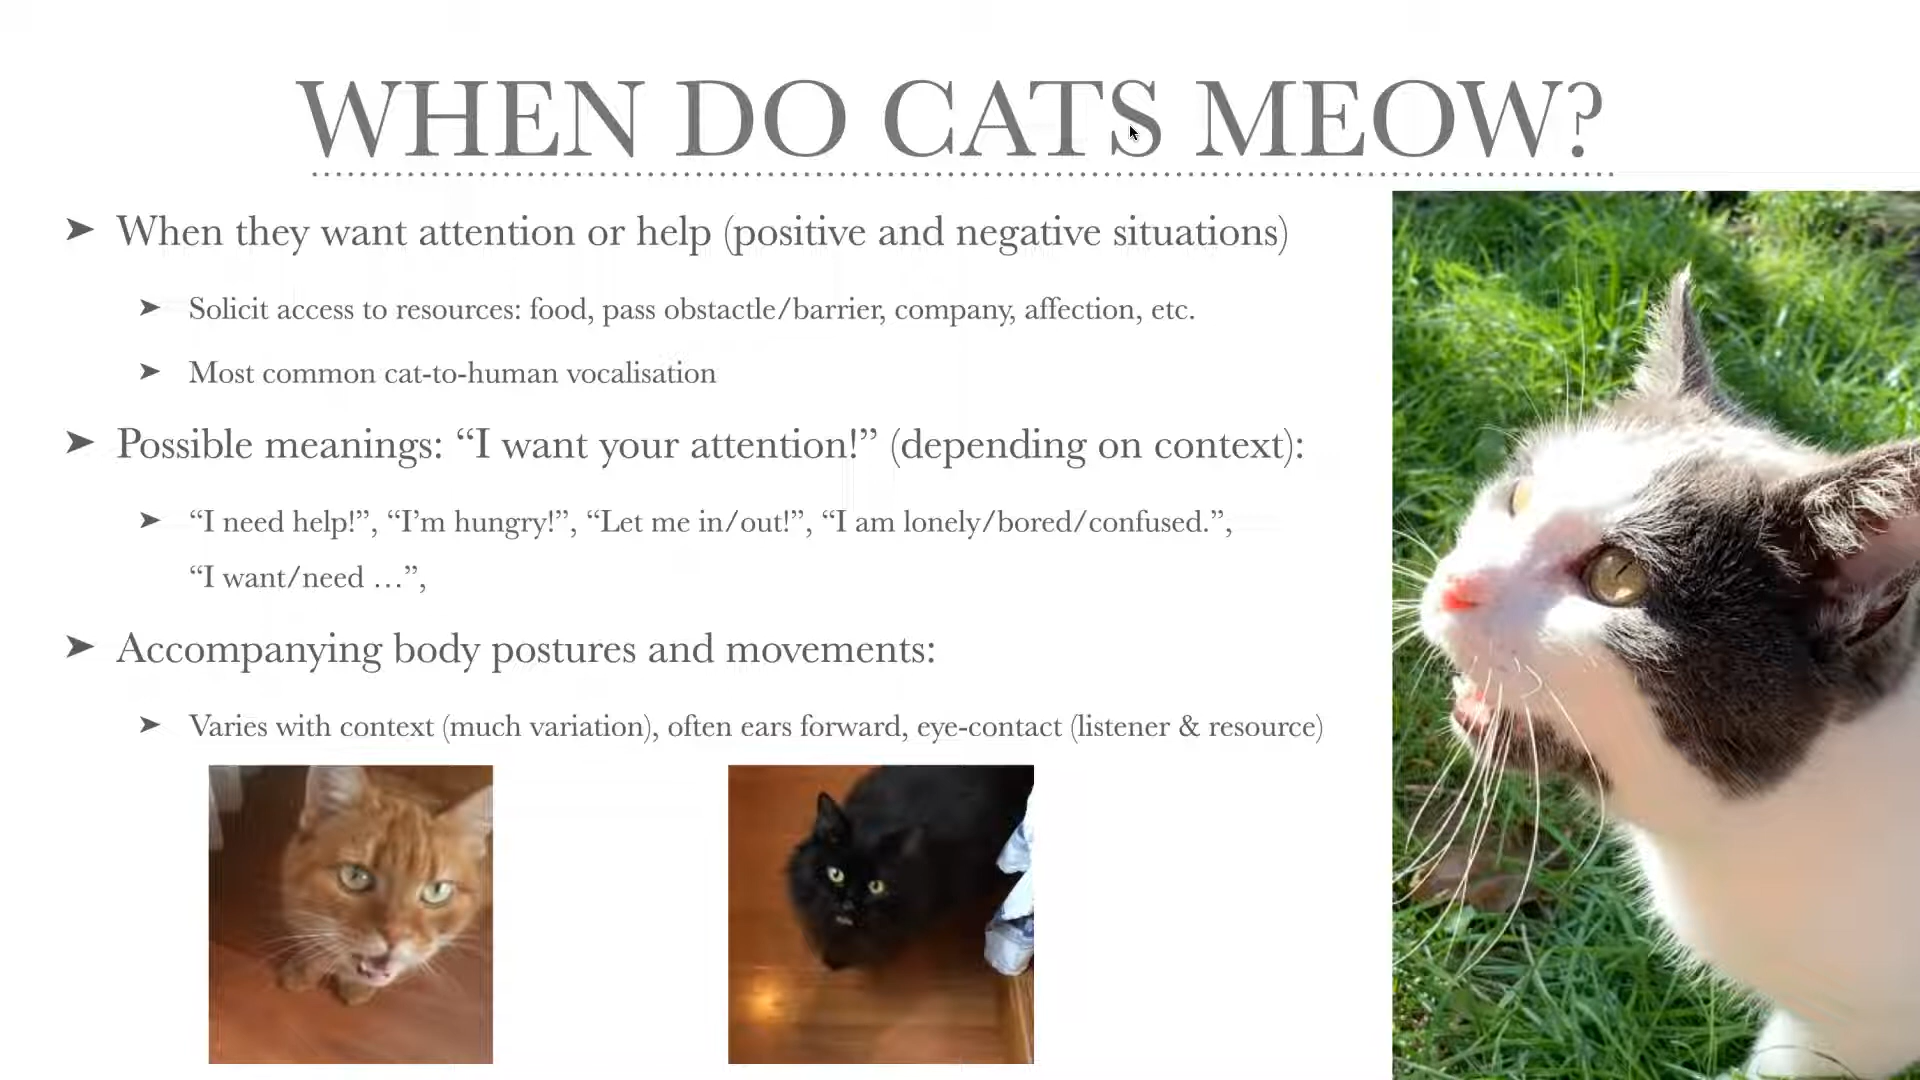 WHEN DO CATS MEOW?
➤ When they want attention or help (positive and negative situations)
➤ Solicit access to resources: food, pass obstactle/barrier, company, affection, etc.
➤ Most common cat-to-human vocalisation
➤ Possible meanings: “I want your attention!” (depending on context):
➤ “I need help!”, “I’m hungry!”, “Let me in/out!”, “I am lonely/bored/confused.”,
“I want/need …”,
➤ Accompanying body postures and movements:
➤ Varies with context (much variation), often ears forward, eye-contact (listener & resource)